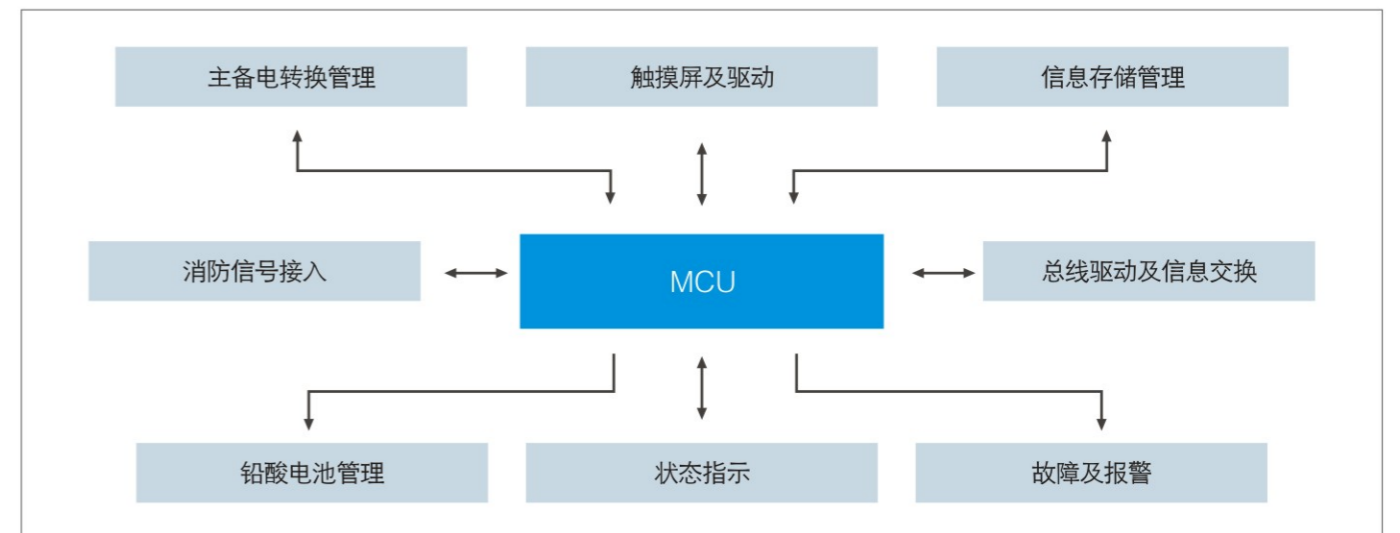 主备电转换管理
触摸屏及驱动
信息存储管理
消防信号接入
MCU
总线驱动及信息交换
铅酸电池管理
状态指示
故障及报警